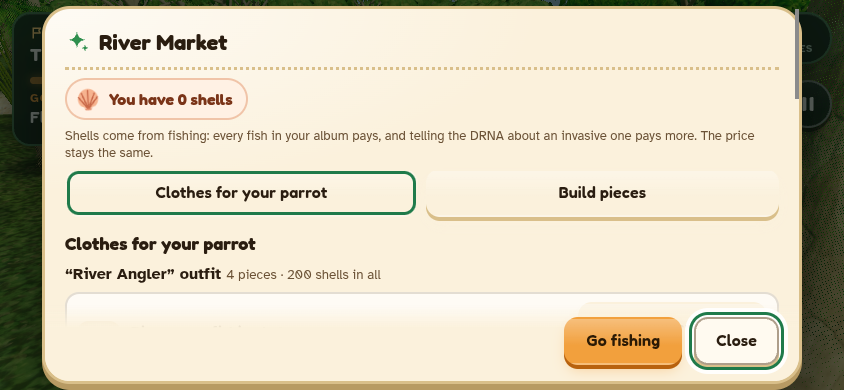 River Market
You have 0 shells
Shells come from fishing: every fish in your album pays, and telling the DRNA about an invasive one pays more. The price
stays the same.
Clothes for your parrot
Build pieces
Clothes for your parrot
“River Angler” outfit 4 pieces · 200 shells in all
Go fishing
Close